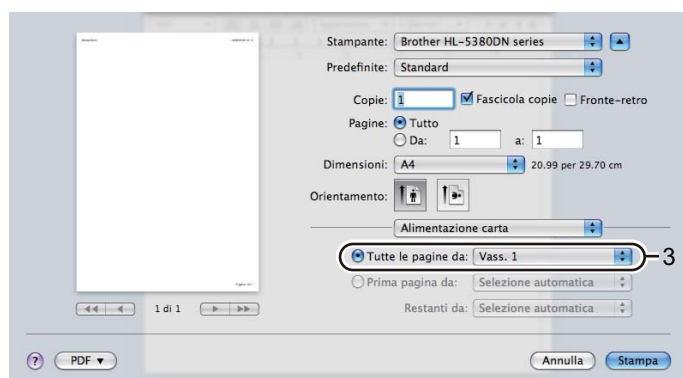 Stampante: Brother HL-5380DN series
Predefinite: Standard
Copie: 1 Fascicola copie Fronte-retro
Pagine: Tutto
Da: 1 a: 1
Dimensioni: A4 20.99 per 29.70 cm
Orientamento:
Alimentazione carta
Tutte le pagine da: Vass. 1 3
Prima pagina da: Selezione automatica
Restanti da: Selezione automatica
1 di 1
? PDF Annulla Stampa